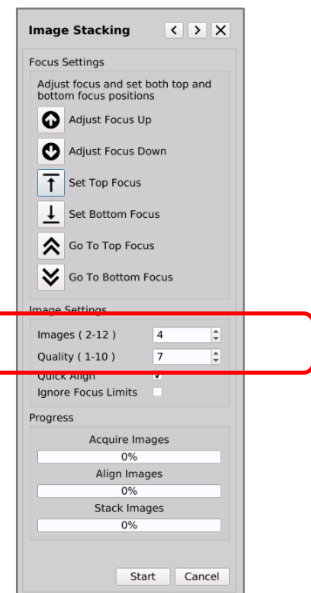 Image Stacking
Focus Settings
Adjust focus and set both top and
bottom focus positions
Adjust Focus Up
Adjust Focus Down
Set Top Focus
Set Bottom Focus
Go To Top Focus
Go To Bottom Focus
Image Settings
Images ( 2-12 ) 4
Quality ( 1-10 ) 7
Quick Align
Ignore Focus Limits
Progress
Acquire Images
0%
Align Images
0%
Stack Images
0%
Start Cancel